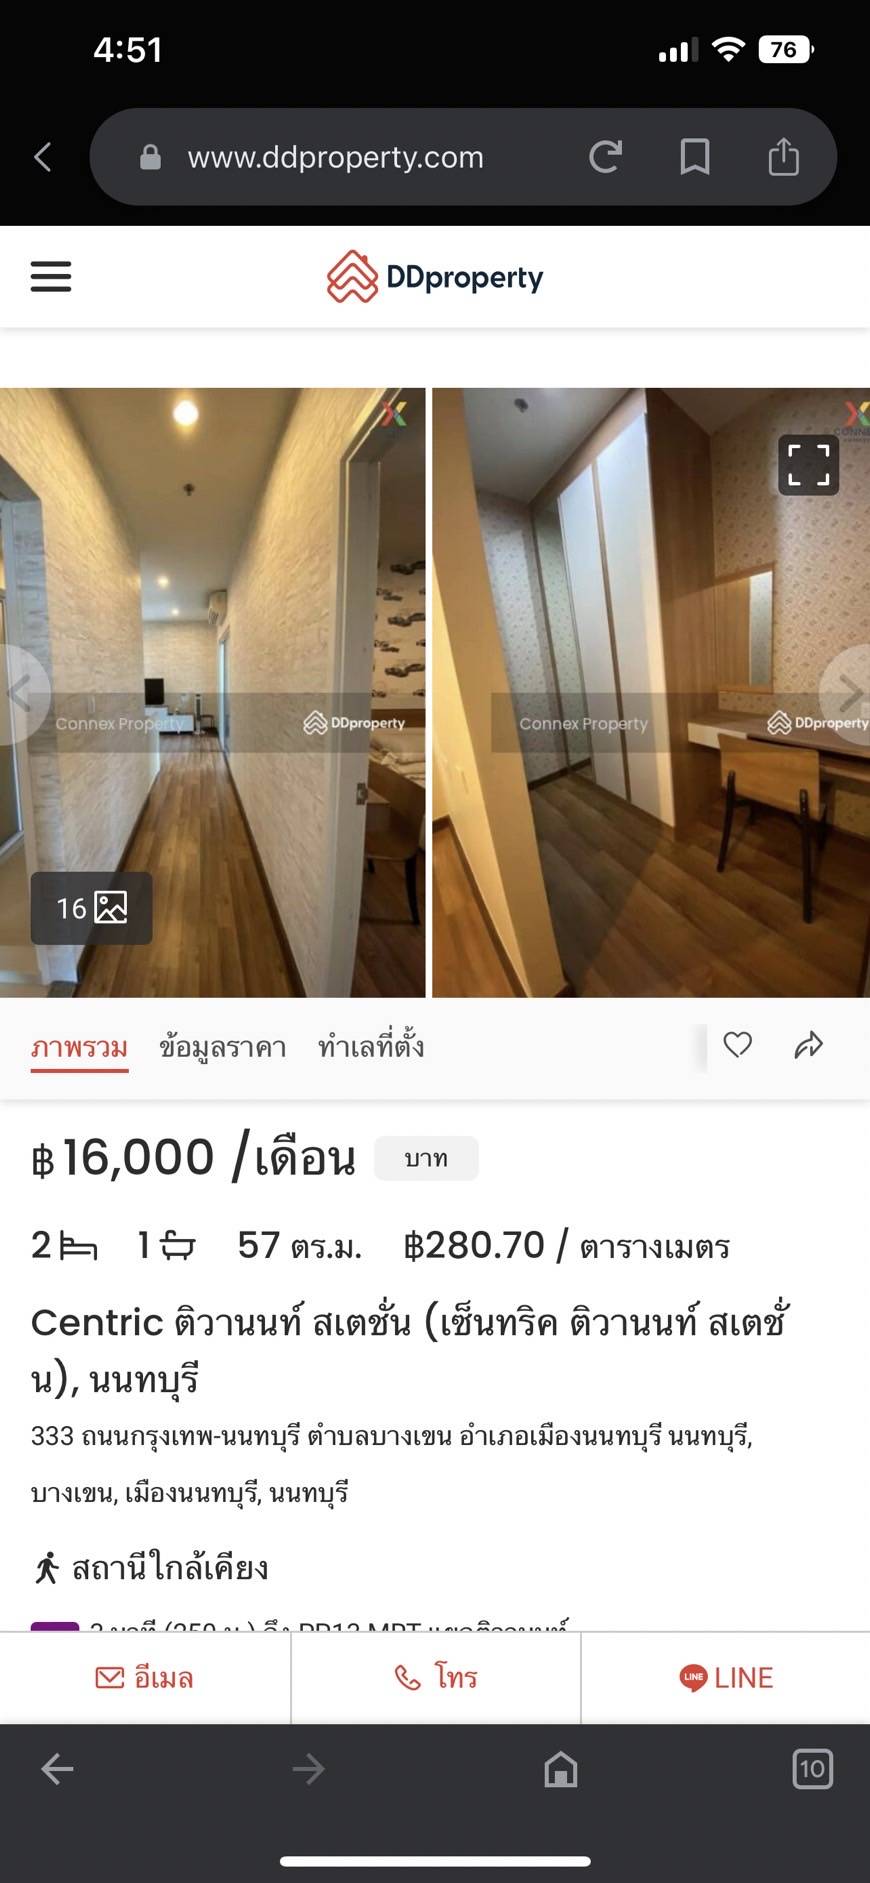 4:51
76
www.ddproperty.com
DDproperty
Connex Property
DDproperty
Connex Property
DDproperty
16
ภาพรวม ข้อมูลราคา ทำเลที่ตั้ง
฿16,000 /เดือน บาท
2 1 57 ตร.ม. ฿280.70 / ตารางเมตร
Centric ติวานนท์ สเตชั่น (เซ็นทริค ติวานนท์ สเตชั่
น), นนทบุรี
333 ถนนกรุงเทพ-นนทบุรี ตำบลบางเขน อำเภอเมืองนนทบุรี นนทบุรี,
บางเขน, เมืองนนทบุรี, นนทบุรี
สถานีใกล้เคียง
อีเมล โทร LINE LINE
10